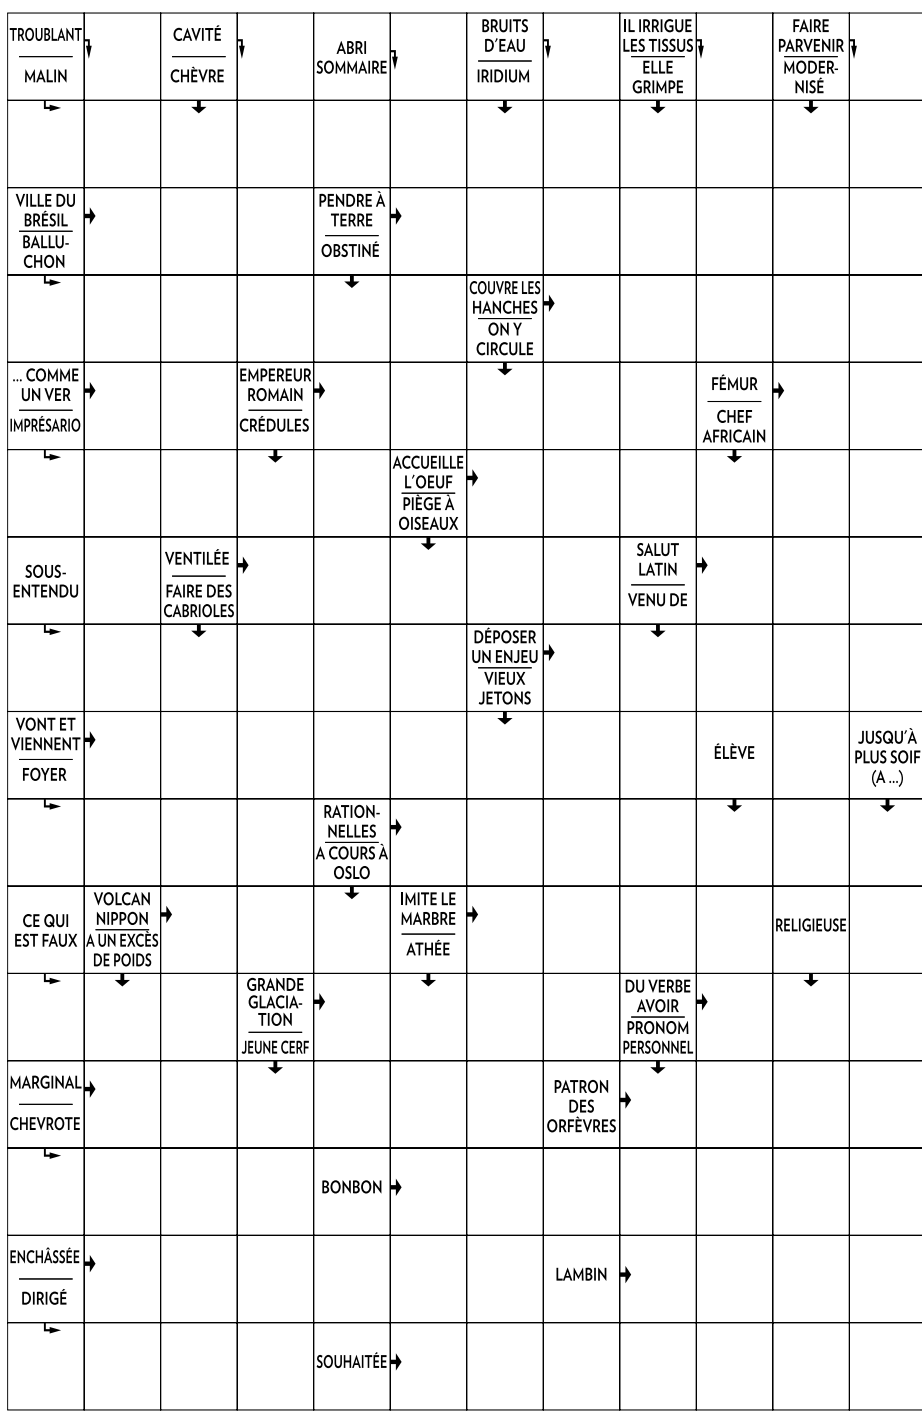 TROUBLANT
MALIN
CAVITÉ
CHÈVRE
ABRI
SOMMAIRE
BRUITS
D'EAU
IRIDIUM
IL IRRIGUE
LES TISSUS
ELLE
GRIMPE
FAIRE
PARVENIR
MODER-
NISÉ
VILLE DU
BRÉSIL
BALLU-
CHON
PENDRE À
TERRE
OBSTINÉ
COUVRE LES
HANCHES
ON Y
CIRCULE
... COMME
UN VER
IMPRÉSARIO
EMPEREUR
ROMAIN
CRÉDULES
FÉMUR
CHEF
AFRICAIN
ACCUEILLE
L'OEUF
PIÈGE À
OISEAUX
SOUS-
ENTENDU
VENTILÉE
FAIRE DES
CABRIOLES
SALUT
LATIN
VENU DE
DÉPOSER
UN ENJEU
VIEUX
JETONS
VONT ET
VIENNENT
FOYER
ÉLÈVE
JUSQU'À
PLUS SOIF
(A ...)
RATION-
NELLES
A COURS À
OSLO
CE QUI
EST FAUX
VOLCAN
NIPPON
A UN EXCÈS
DE POIDS
IMITE LE
MARBRE
ATHÉE
RELIGIEUSE
GRANDE
GLACIA-
TION
JEUNE CERF
DU VERBE
AVOIR
PRONOM
PERSONNEL
MARGINAL
CHEVROTE
PATRON
DES
ORFÈVRES
BONBON
ENCHÂSSÉE
DIRIGÉ
LAMBIN
SOUHAITÉE